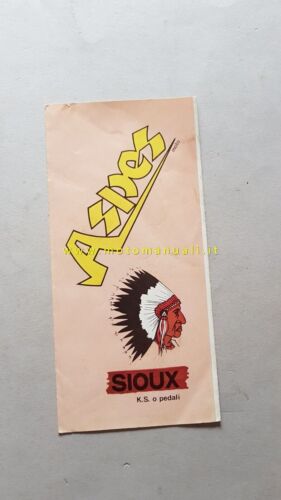 Aspes
www.motomanuali.it
SIOUX
K.S. o pedali